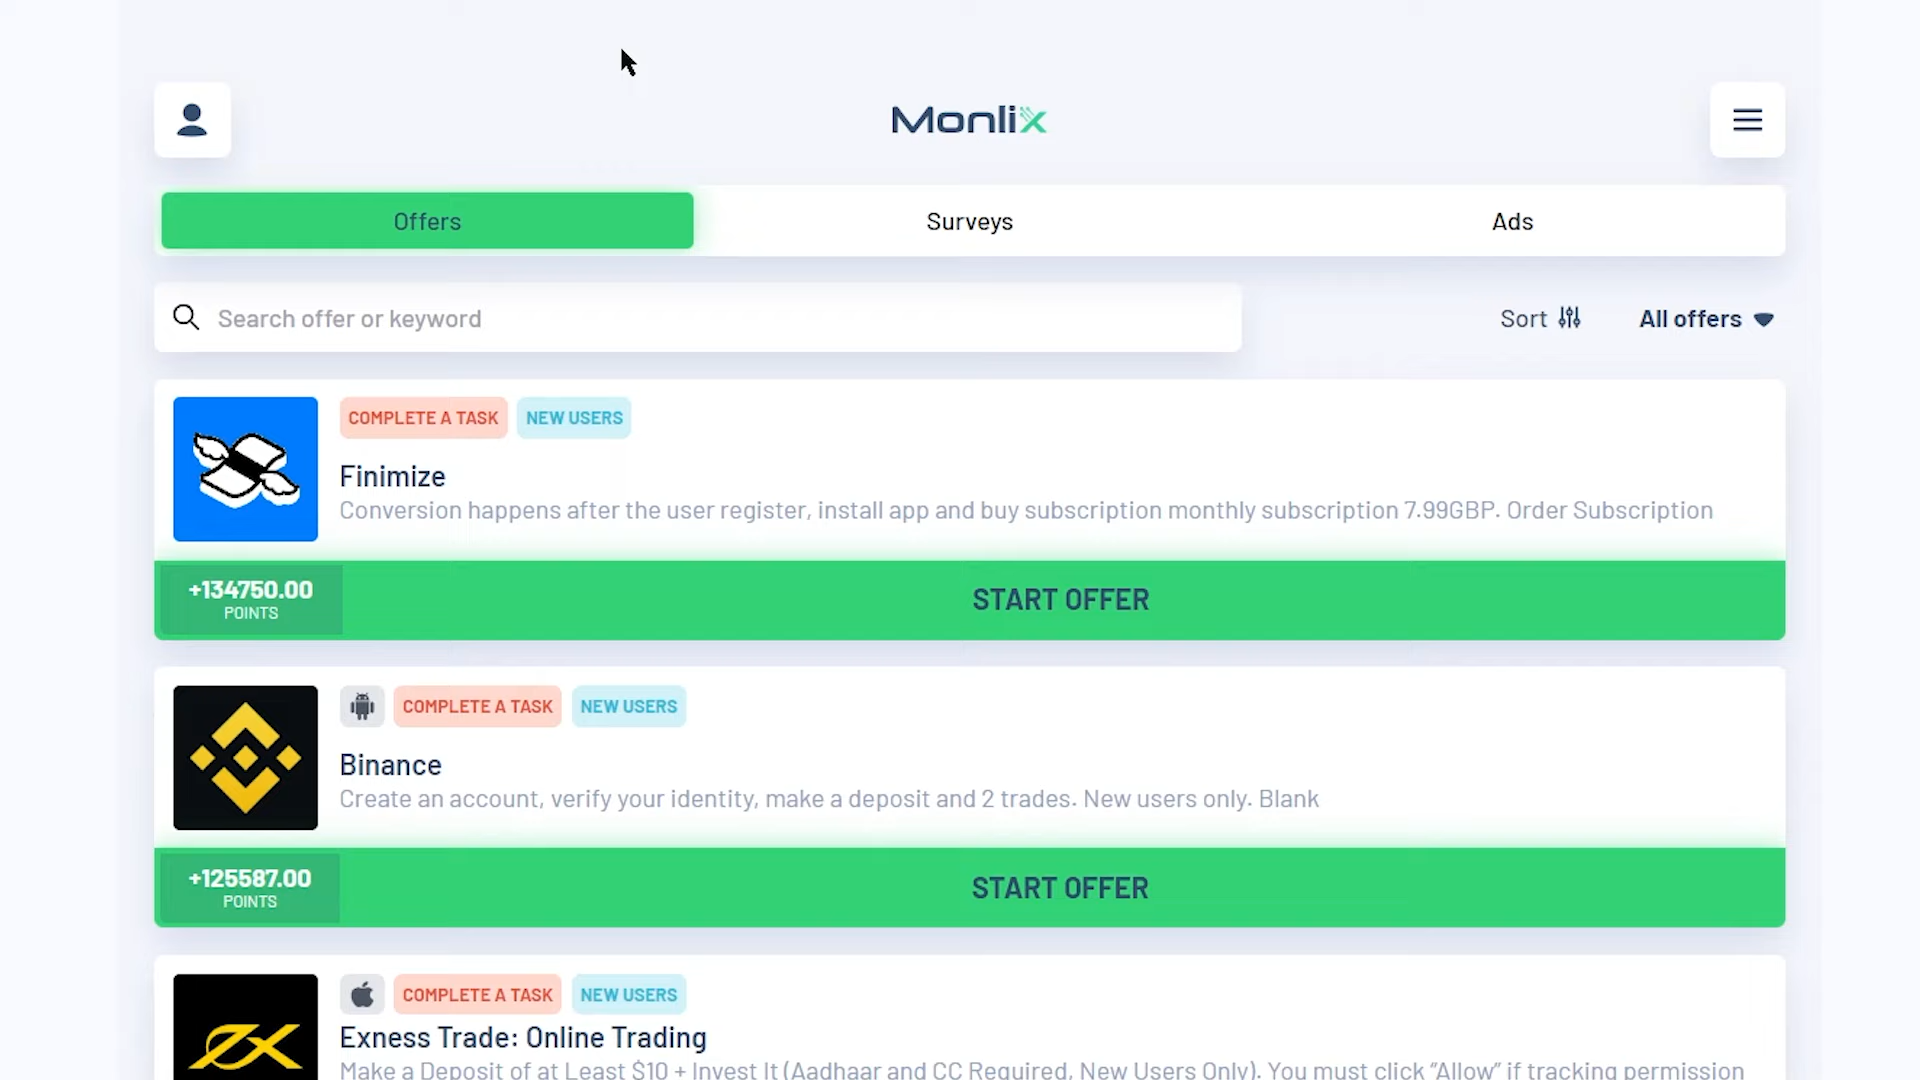 Monlix
Offers
Surveys
Ads
Search offer or keyword
Sort
All offers
COMPLETE A TASK
NEW USERS
Finimize
Conversion happens after the user register, install app and buy subscription monthly subscription 7.99GBP. Order Subscription
+134750.00
POINTS
START OFFER
COMPLETE A TASK
NEW USERS
Binance
Create an account, verify your identity, make a deposit and 2 trades. New users only. Blank
+125587.00
POINTS
START OFFER
COMPLETE A TASK
NEW USERS
Exness Trade: Online Trading
Make a Deposit of at Least $10 + Invest It (Aadhaar and CC Required, New Users Only). You must click “Allow” if tracking permission